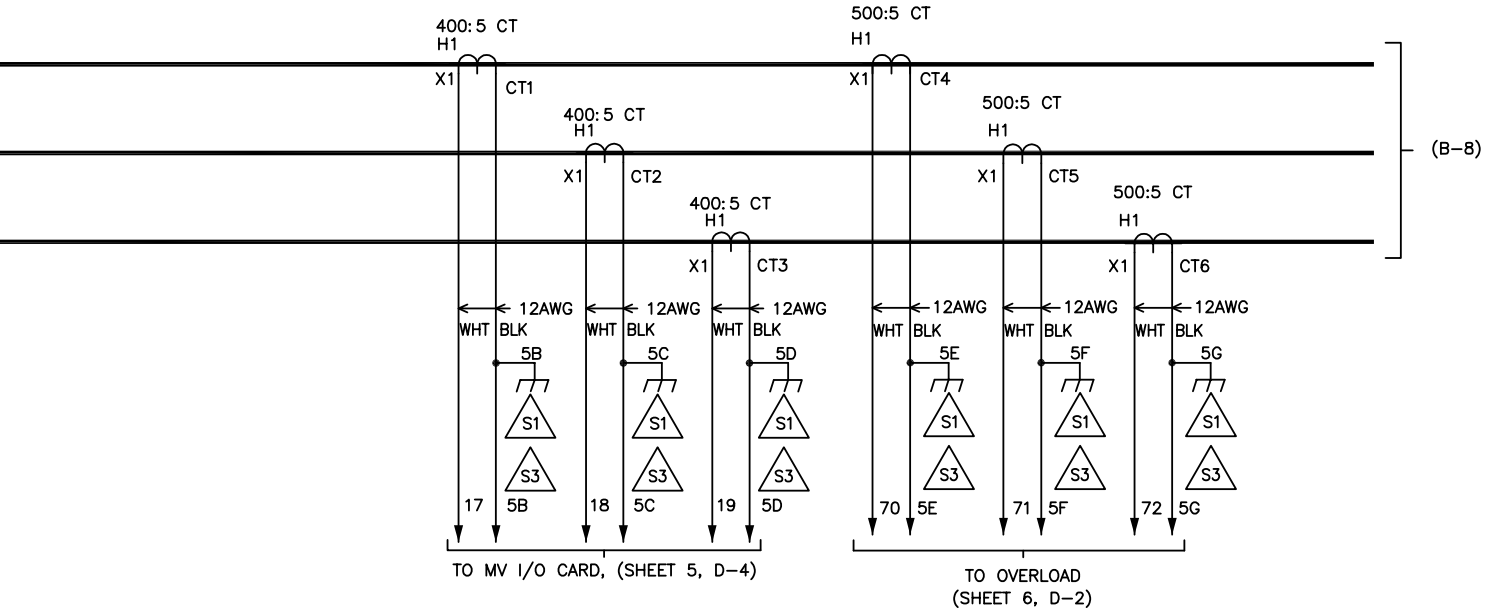 400:5 CT
H1
X1
CT1
400:5 CT
H1
X1
CT2
400:5 CT
H1
X1
CT3
500:5 CT
H1
X1
CT4
500:5 CT
H1
X1
CT5
500:5 CT
H1
X1
CT6
(B-8)
12AWG
WHT BLK
5B
S1
S3
17
5B
12AWG
WHT BLK
5C
S1
S3
18
5C
12AWG
WHT BLK
5D
S1
S3
19
5D
12AWG
WHT BLK
5E
S1
S3
70
5E
12AWG
WHT BLK
5F
S1
S3
71
5F
12AWG
WHT BLK
5G
S1
S3
72
5G
TO MV I/O CARD, (SHEET 5, D-4)
TO OVERLOAD
(SHEET 6, D-2)